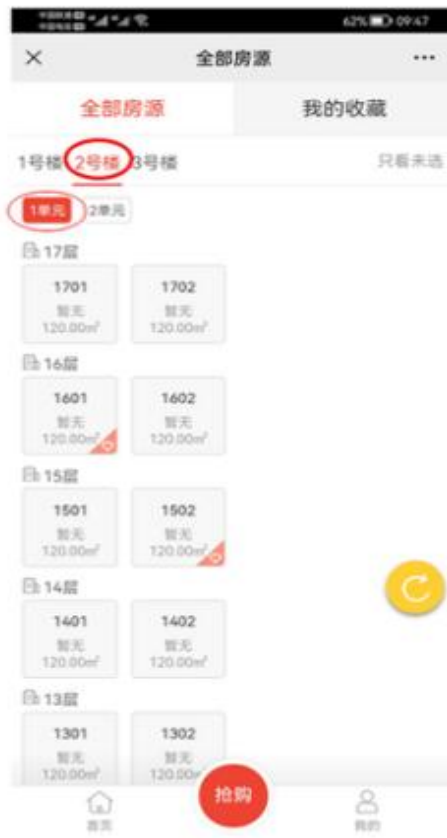 62% 09:47
全部房源
全部房源 我的收藏
1号楼 2号楼 3号楼 只看未选
1单元 2单元
17层
1701 1702
暂无 暂无
120.00㎡ 120.00㎡
16层
1601 1602
暂无 暂无
120.00㎡ 120.00㎡
15层
1501 1502
暂无 暂无
120.00㎡ 120.00㎡
14层
1401 1402
暂无 暂无
120.00㎡ 120.00㎡
13层
1301 1302
暂无 暂无
120.00㎡ 120.00㎡
首页 抢购 我的